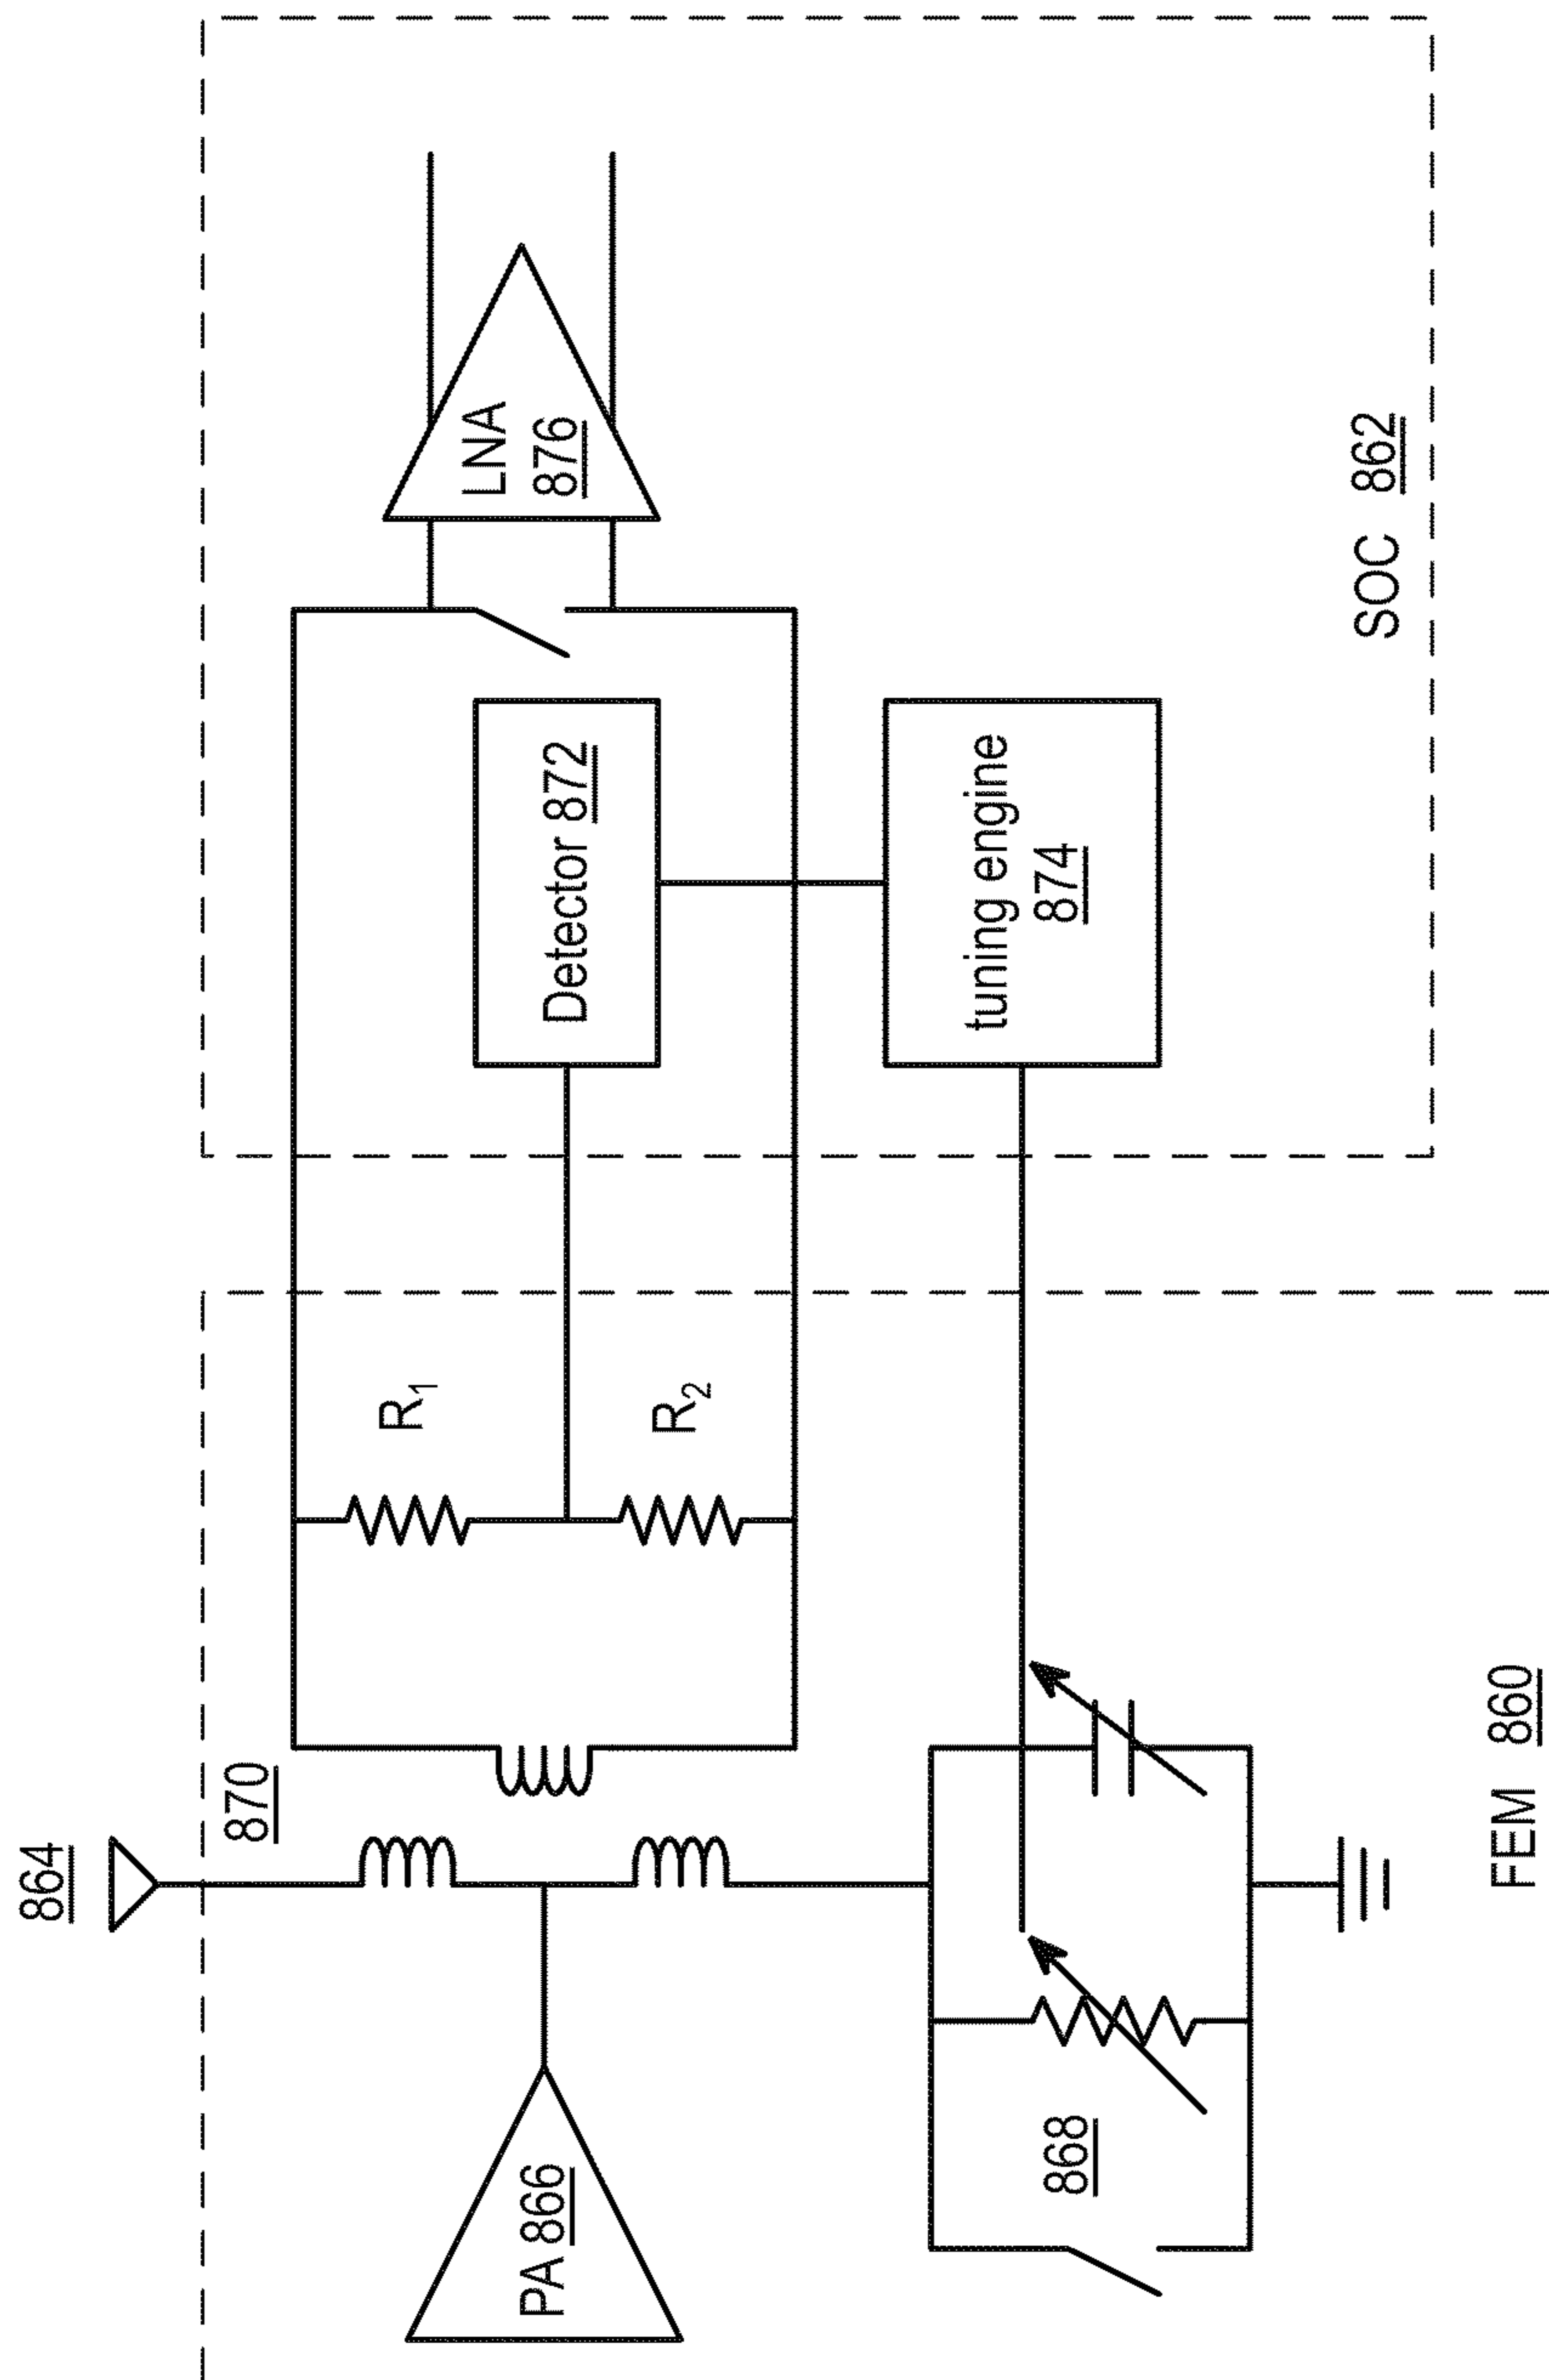 864
870
PA 866
868
R1
R2
Detector 872
tuning engine
874
LNA
876
FEM 860
SOC 862